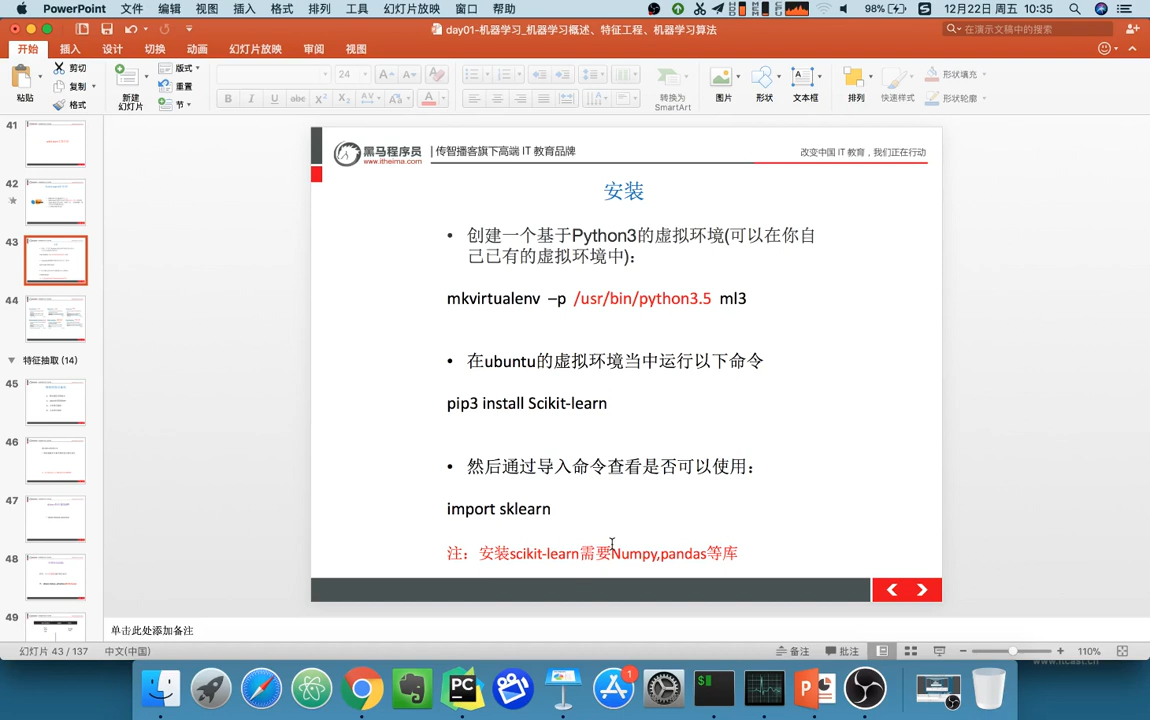 PowerPoint 文件 编辑 视图 插入 格式 排列 工具 幻灯片放映 窗口 帮助
98% 12月22日 周五 10:35
day01-机器学习_机器学习概述、特征工程、机器学习算法
在演示文稿中的搜索
开始 插入 设计 切换 动画 幻灯片放映 审阅 视图
粘贴 剪切 复制 格式
新建
幻灯片 版式 重置 节
24
转换为
SmartArt
图片 形状 文本框 排列 快速样式 形状填充 形状轮廓
41
42
43
44
特征抽取 (14)
45
46
47
48
49
黑马程序员
www.itheima.com
传智播客旗下高端 IT 教育品牌
改变中国 IT 教育，我们正在行动
安装
• 创建一个基于Python3的虚拟环境(可以在你自
己已有的虚拟环境中)：
mkvirtualenv –p /usr/bin/python3.5 ml3
• 在ubuntu的虚拟环境当中运行以下命令
pip3 install Scikit-learn
• 然后通过导入命令查看是否可以使用：
import sklearn
注：安装scikit-learn需要Numpy,pandas等库
单击此处添加备注
幻灯片 43 / 137 中文(中国)
备注 批注 110%
www.itcast.cn